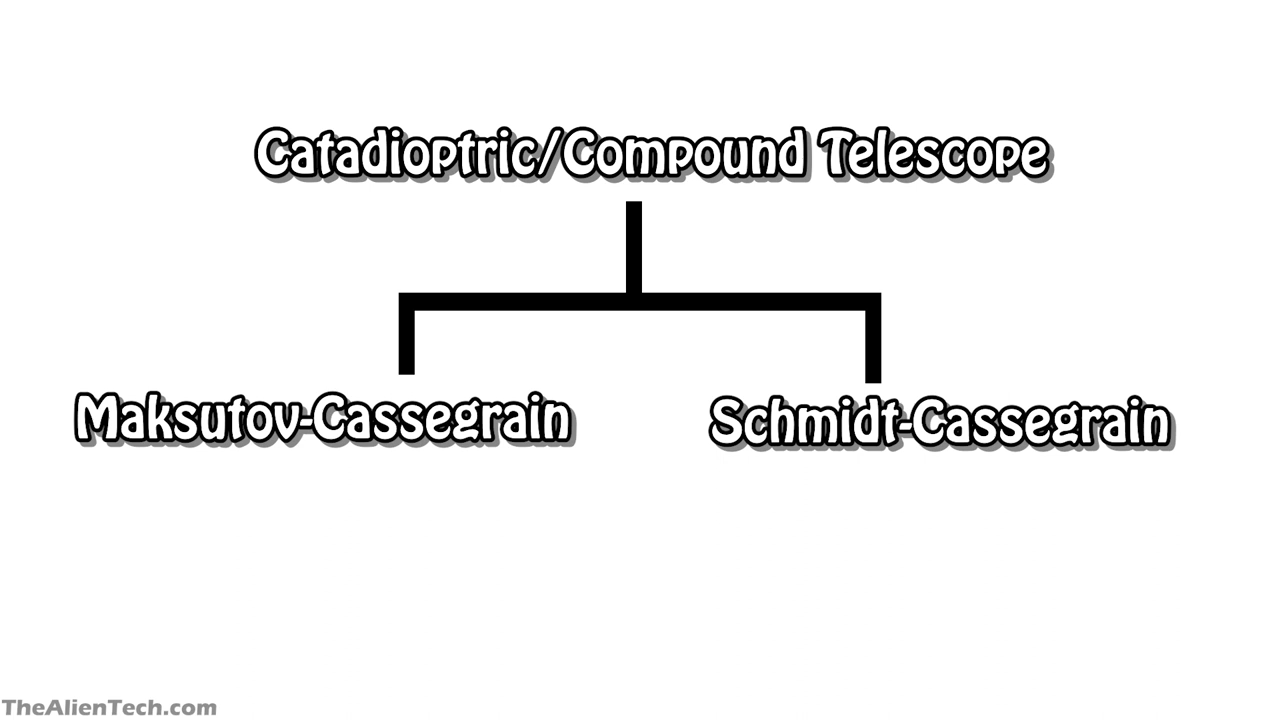 Catadioptric/Compound Telescope
Maksutov-Cassegrain
Schmidt-Cassegrain
TheAlienTech.com